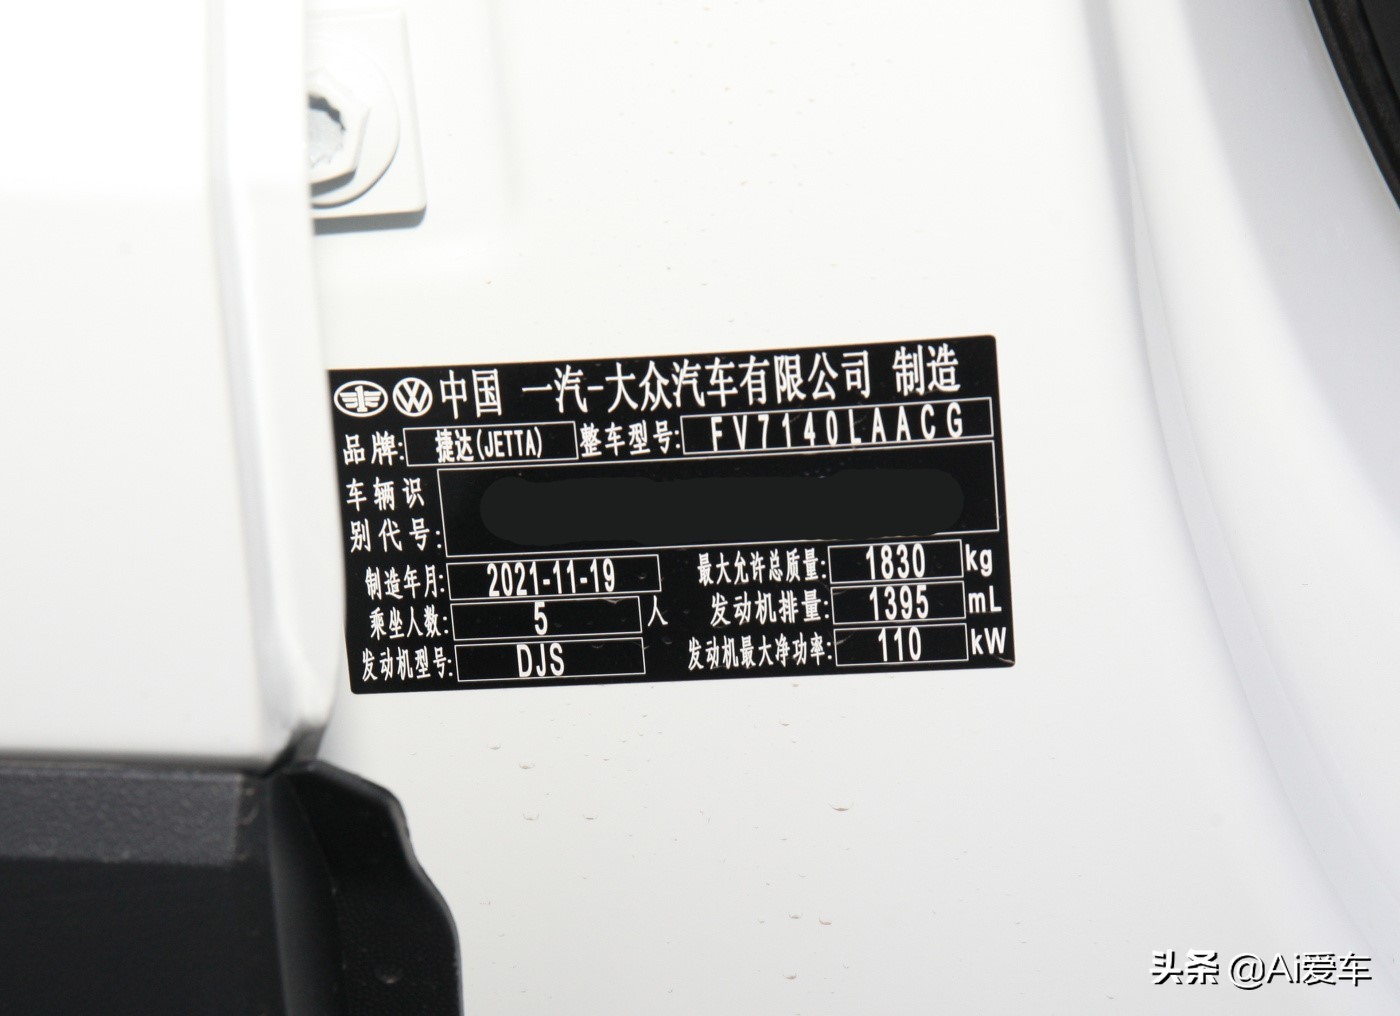 中国 一汽-大众汽车有限公司 制造
品牌: 捷达(JETTA) 整车型号: FV7140LAACG
车辆识
别代号:
制造年月: 2021-11-19 最大允许总质量: 1830 kg
乘坐人数: 5 人 发动机排量: 1395 mL
发动机型号: DJS 发动机最大净功率: 110 kW
头条 @Ai爱车